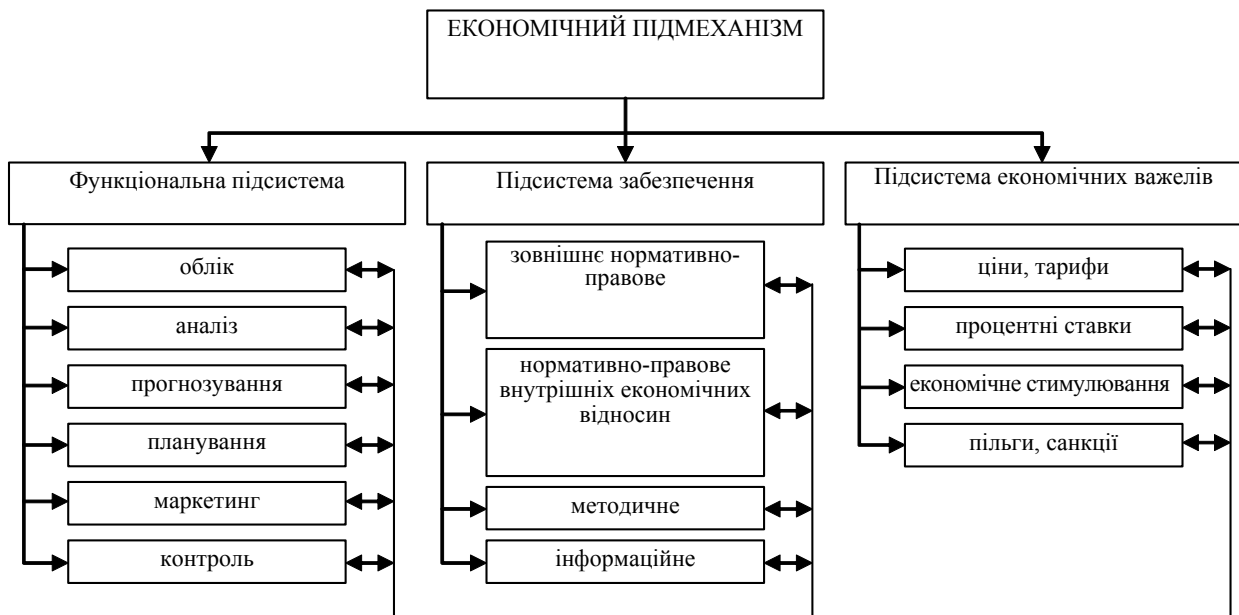 ЕКОНОМІЧНИЙ ПІДМЕХАНІЗМ
Функціональна підсистема
облік
аналіз
прогнозування
планування
маркетинг
контроль
Підсистема забезпечення
зовнішнє нормативно-
правове
нормативно-правове
внутрішніх економічних
відносин
методичне
інформаційне
Підсистема економічних важелів
ціни, тарифи
процентні ставки
економічне стимулювання
пільги, санкції